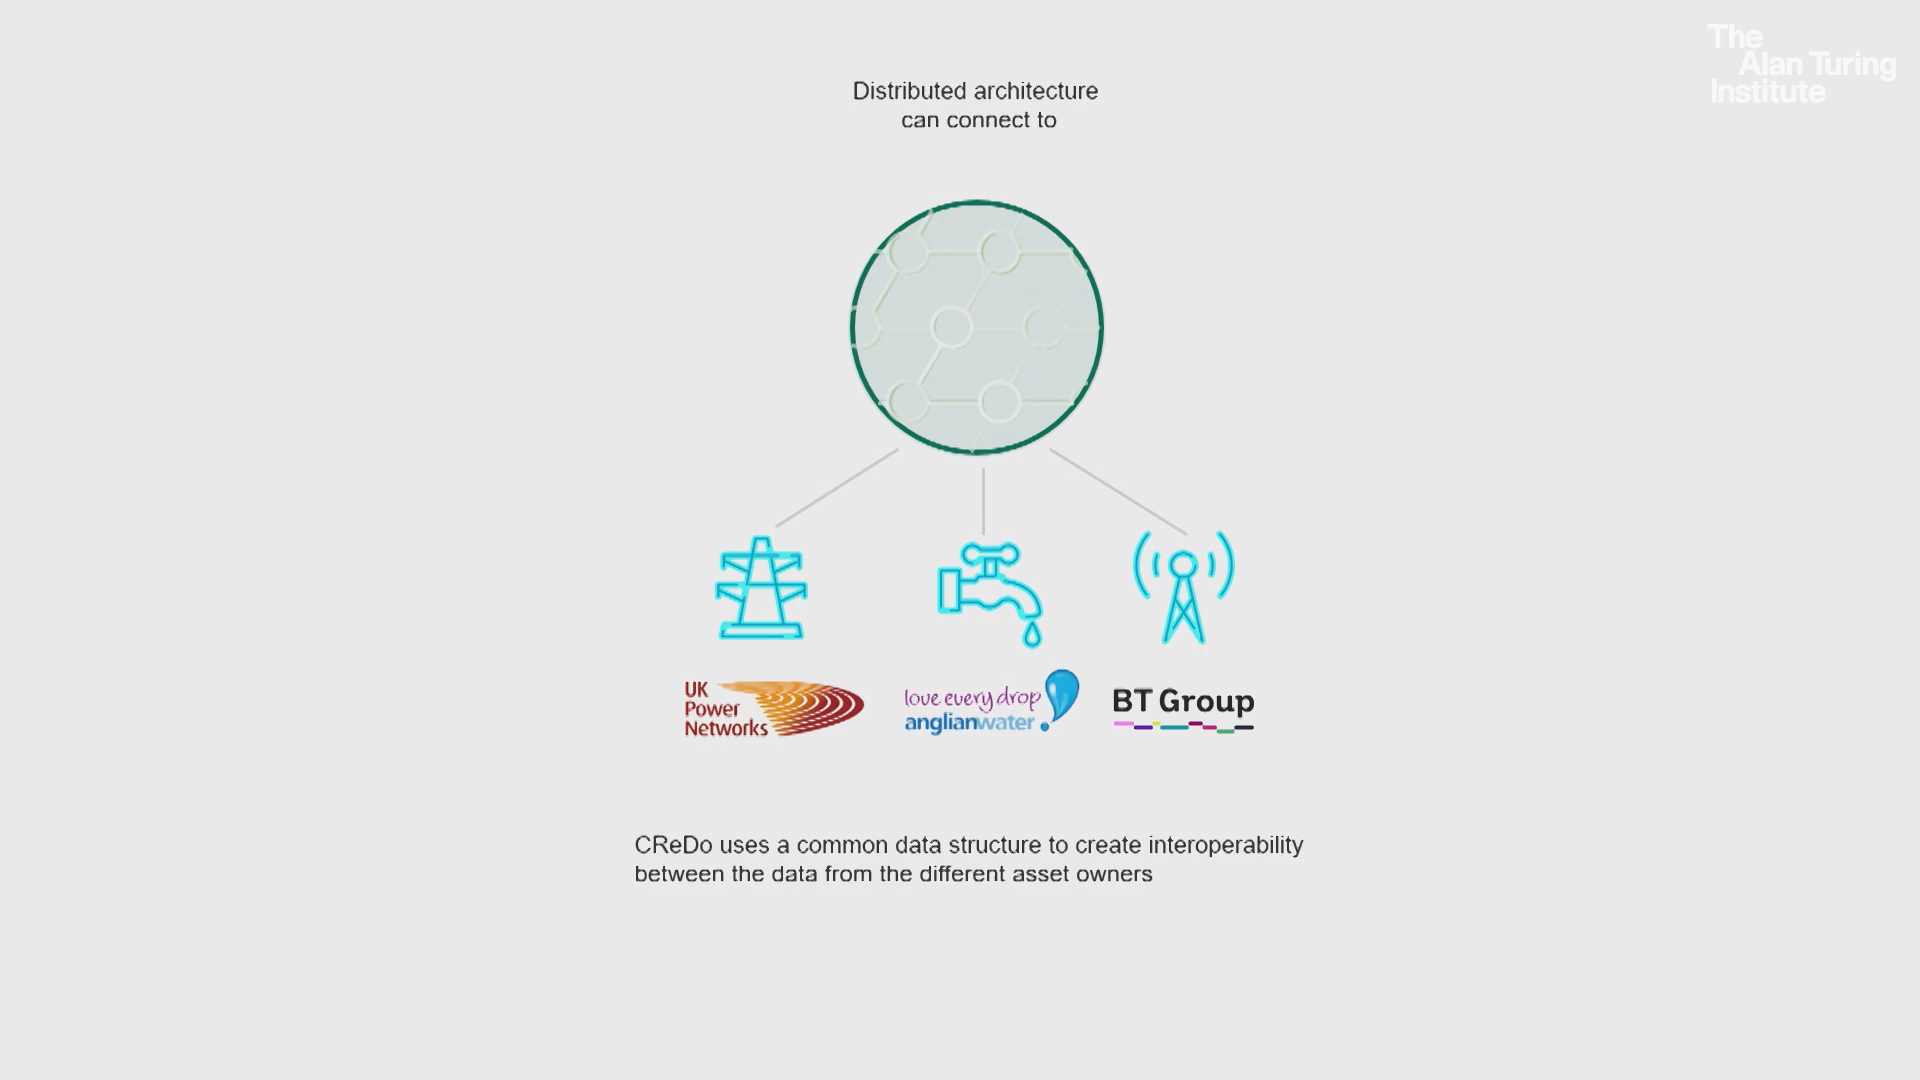 The
Alan Turing
Institute
Distributed architecture
can connect to
UK
Power
Networks
love every drop
anglianwater
BT Group
CReDo uses a common data structure to create interoperability
between the data from the different asset owners